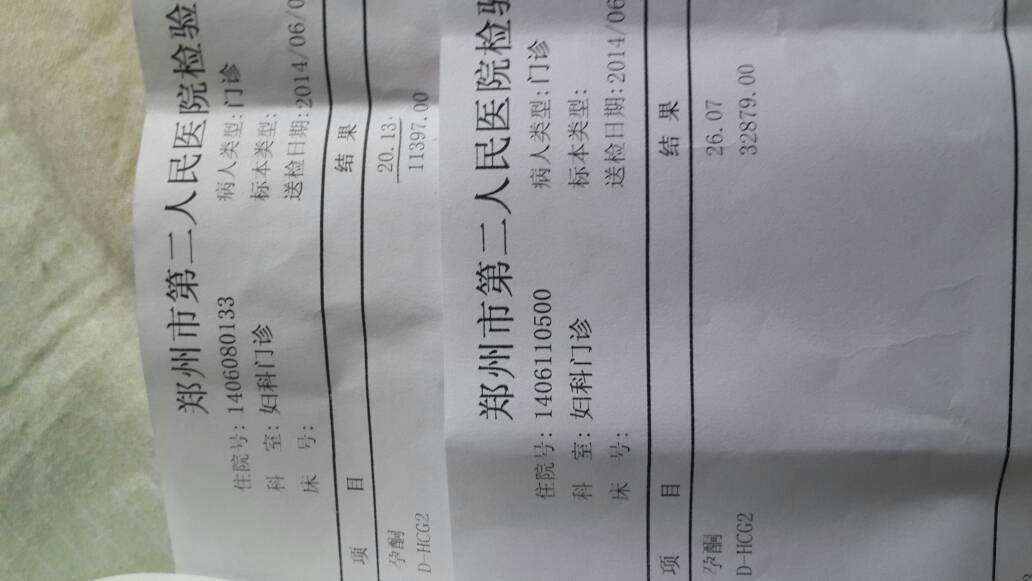 郑州市第二人民医院检验
住院号: 1406080133 病人类型: 门诊
科 室: 妇科门诊 标本类型:
床 号: 送检日期: 2014/06/0
项 目 结 果
孕酮 20.13
D-HCG2 11397.00
郑州市第二人民医院检验
住院号: 1406110500 病人类型: 门诊
科 室: 妇科门诊 标本类型:
床 号: 送检日期: 2014/06
项 目 结 果
孕酮 26.07
D-HCG2 32879.00